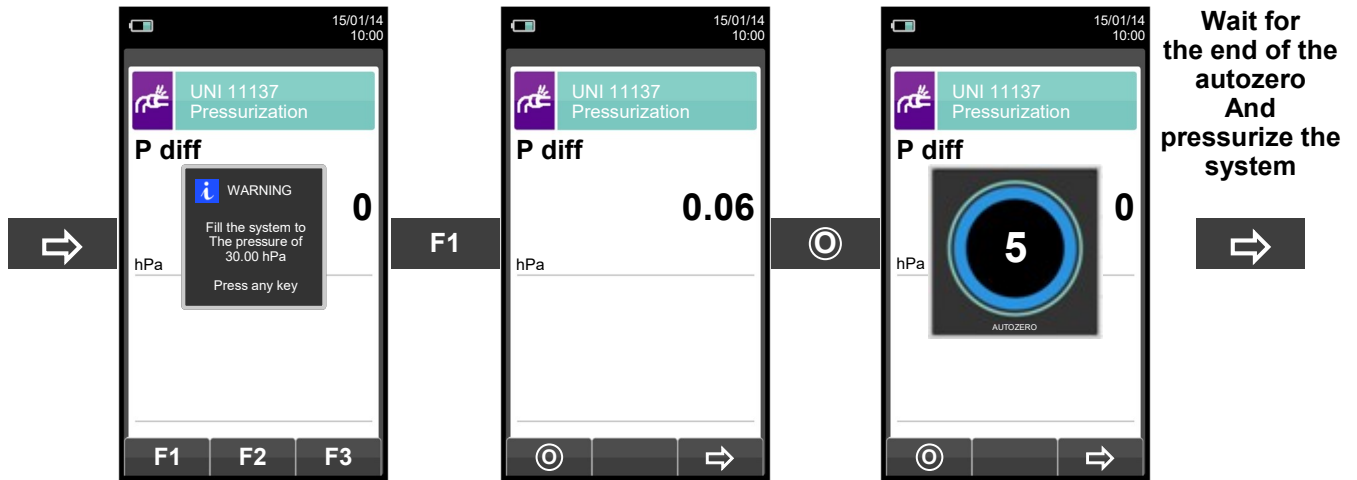 15/01/14
10:00
UNI 11137
Pressurization
P diff
i WARNING
0
Fill the system to
The pressure of
30.00 hPa
hPa
Press any key
F1 F2 F3
F1
15/01/14
10:00
UNI 11137
Pressurization
P diff
0.06
hPa
O
O
15/01/14
10:00
UNI 11137
Pressurization
P diff
0
5
hPa
AUTOZERO
O
Wait for
the end of the
autozero
And
pressurize the
system